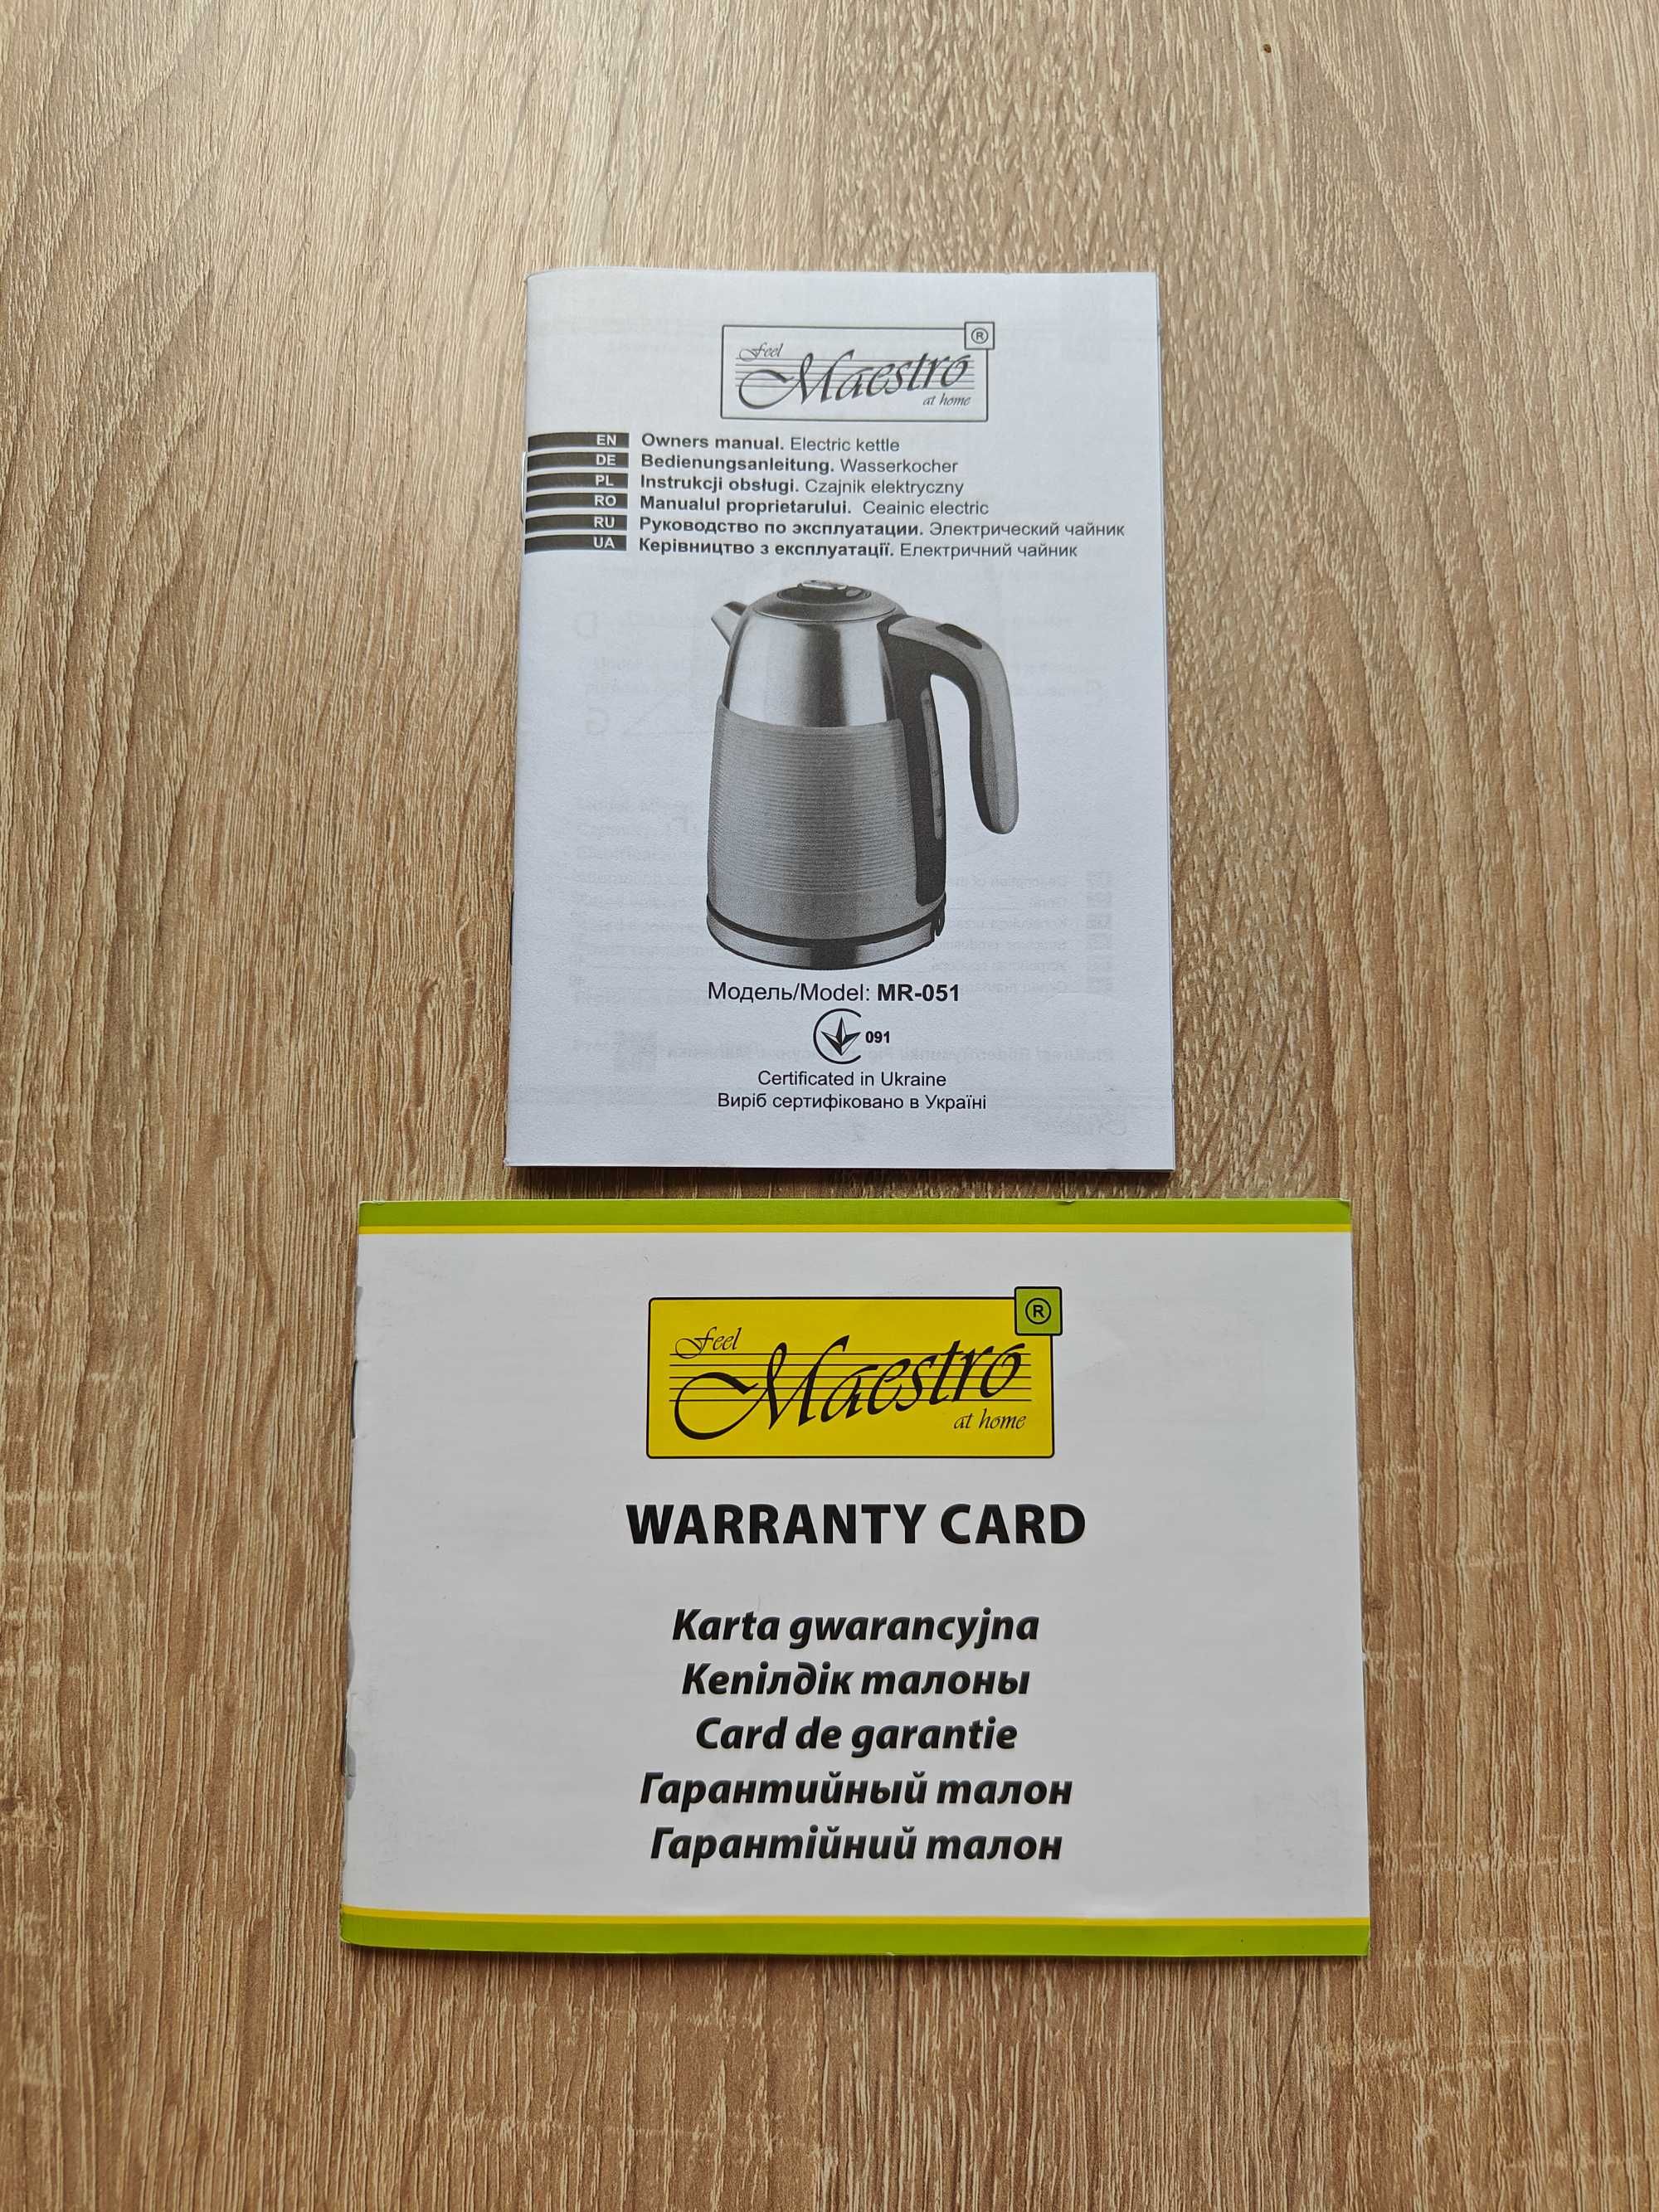 Feel
Maestro ®
at home
EN Owners manual. Electric kettle
DE Bedienungsanleitung. Wasserkocher
PL Instrukcji obsługi. Czajnik elektryczny
RO Manualul proprietarului. Ceainic electric
RU Руководство по эксплуатации. Электрический чайник
UA Керівництво з експлуатації. Електричний чайник
Модель/Model: MR-051
091
Certificated in Ukraine
Виріб сертифіковано в Україні
Feel
Maestro ®
at home
WARRANTY CARD
Karta gwarancyjna
Кепілдік талоны
Card de garantie
Гарантийный талон
Гарантійний талон